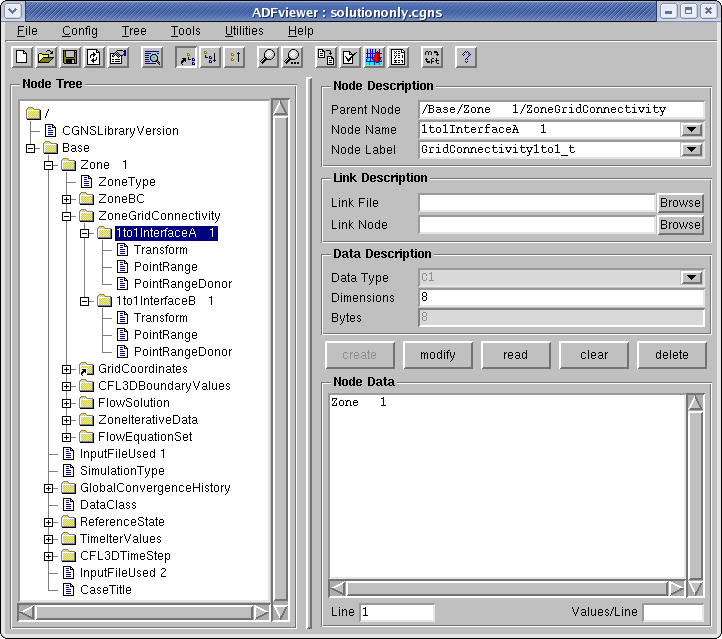 ADFviewer : solutiononly.cgns
File Config Tree Tools Utilities Help
Node Tree
/
CGNSLibraryVersion
Base
Zone 1
ZoneType
ZoneBC
ZoneGridConnectivity
1to1InterfaceA 1
Transform
PointRange
PointRangeDonor
1to1InterfaceB 1
Transform
PointRange
PointRangeDonor
GridCoordinates
CFL3DBoundaryValues
FlowSolution
ZoneIterativeData
FlowEquationSet
InputFileUsed 1
SimulationType
GlobalConvergenceHistory
DataClass
ReferenceState
TimeIterValues
CFL3DTimeStep
InputFileUsed 2
CaseTitle
Node Description
Parent Node /Base/Zone 1/ZoneGridConnectivity
Node Name 1to1InterfaceA 1
Node Label GridConnectivity1to1_t
Link Description
Link File Browse
Link Node Browse
Data Description
Data Type C1
Dimensions 8
Bytes 8
create modify read clear delete
Node Data
Zone 1
Line 1 Values/Line